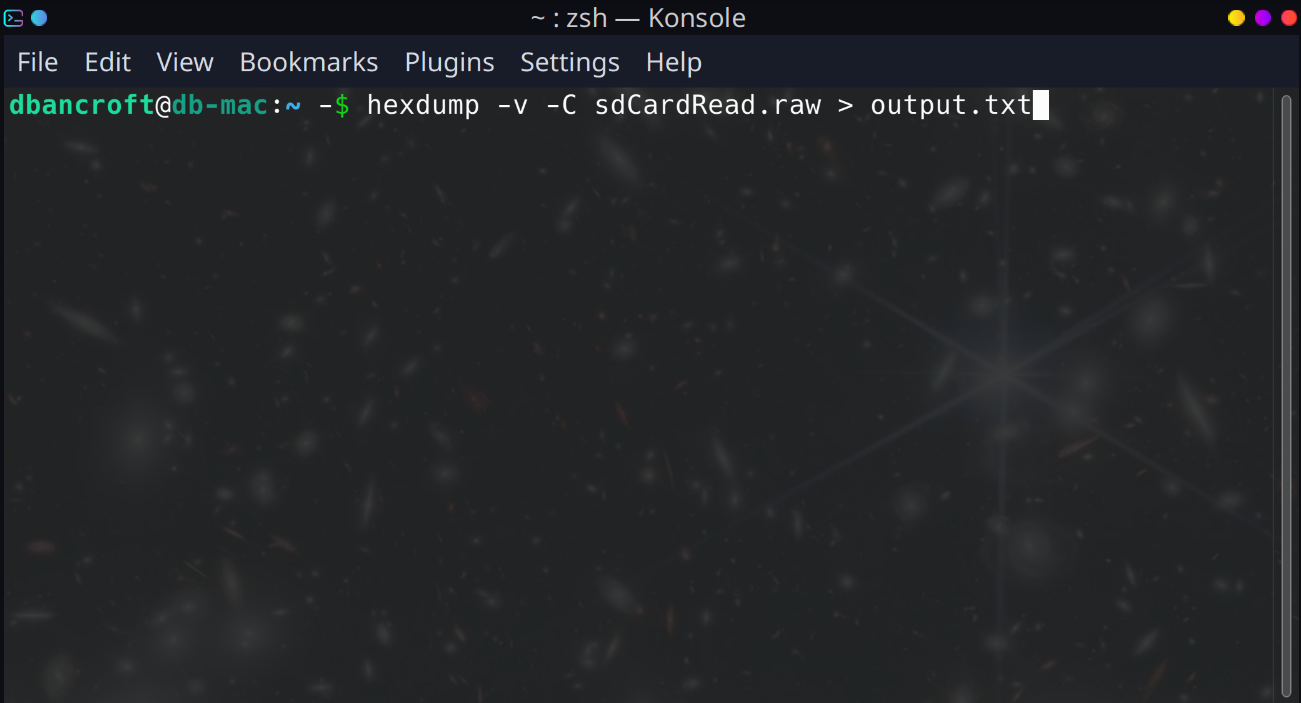 ~ : zsh — Konsole
File Edit View Bookmarks Plugins Settings Help
dbancroft@db-mac:~ -$ hexdump -v -C sdCardRead.raw > output.txt